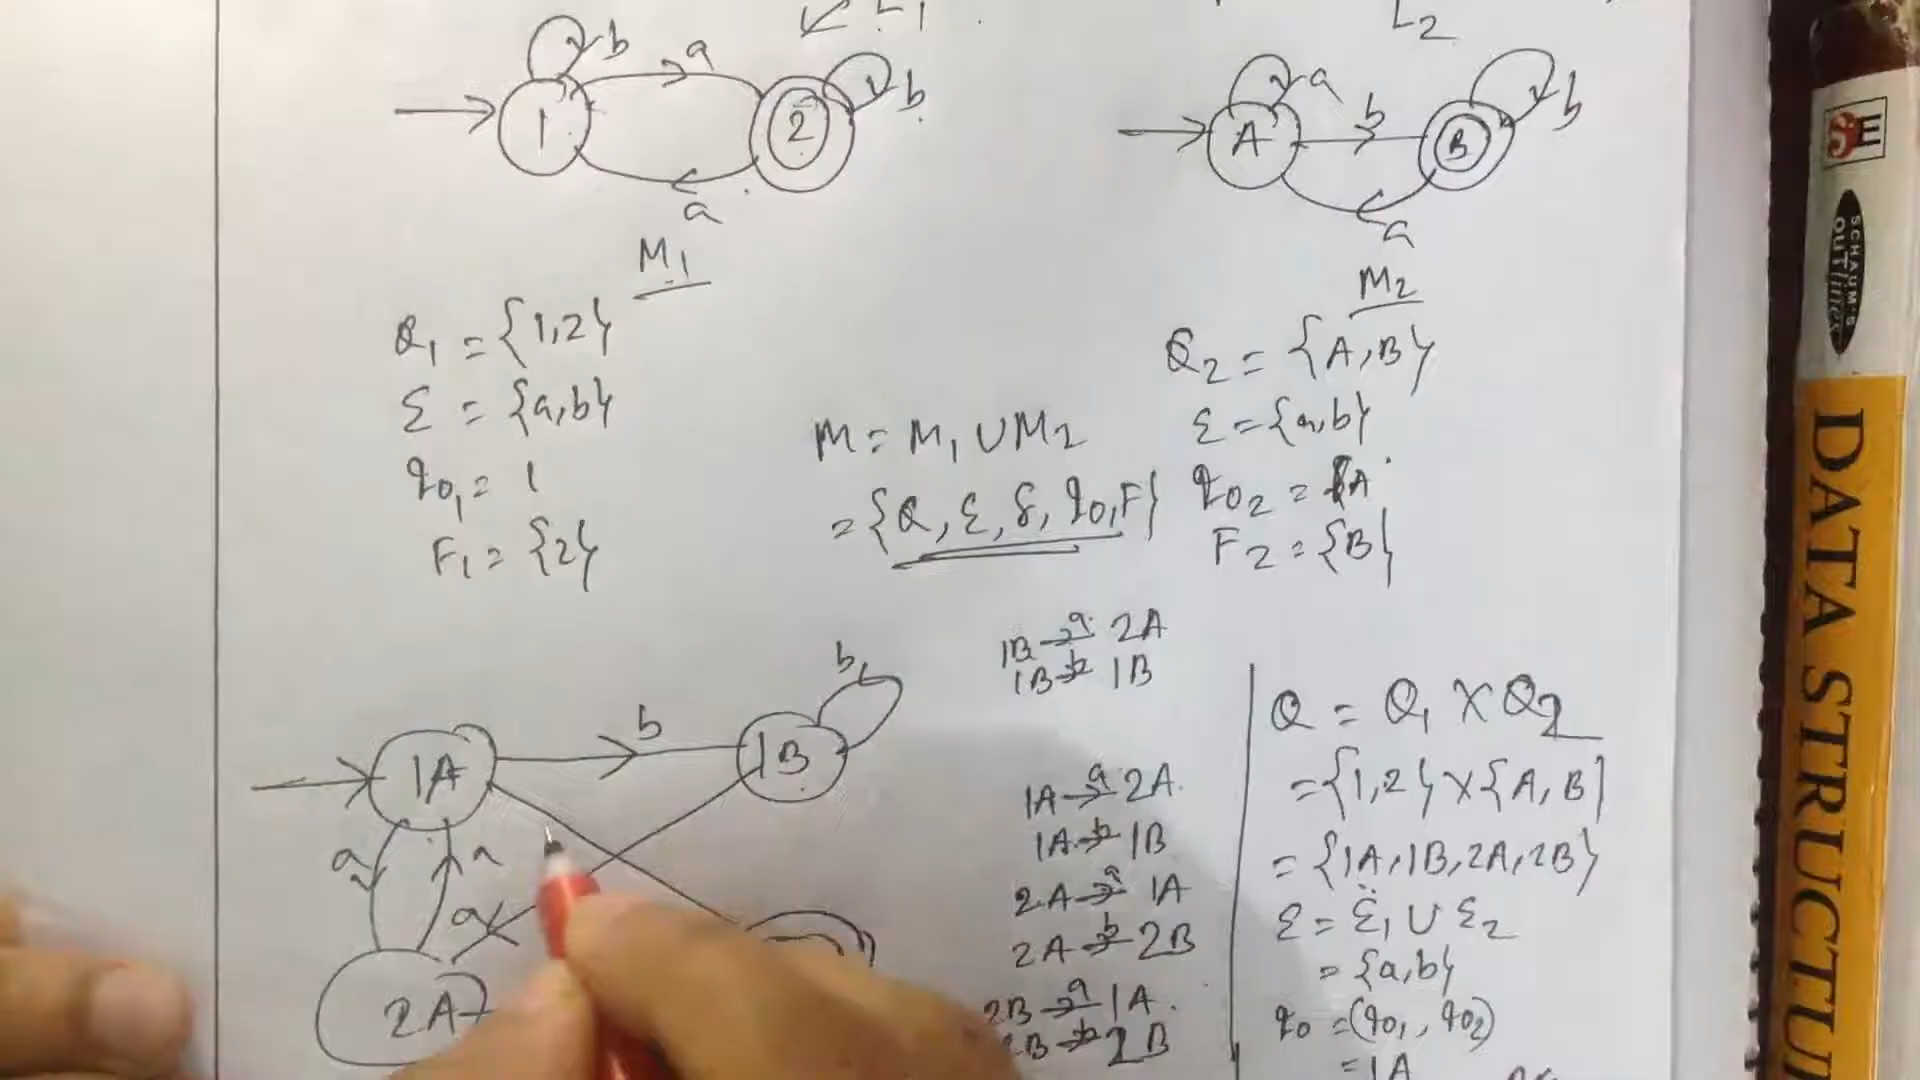 L1
L2
b
a
1
2
b
a
M1
a
b
A
B
b
a
M2
Q1 = {1,2}
Σ = {a,b}
q01 = 1
F1 = {2}
M = M1 ∪ M2
= {Q, Σ, δ, q0, F}
Q2 = {A,B}
Σ = {a,b}
q02 = A
F2 = {B}
1B →a 2A
1B →b 1B
1A
b
1B
b
a
a
a
2A
1A →a 2A.
1A →b 1B
2A →a 1A
2A →b 2B
2B →a 1A.
2B →b 2B
Q = Q1 X Q2
= {1,2} X {A,B}
= {1A,1B,2A,2B}
Σ = Σ1 ∪ Σ2
= {a,b}
q0 = (q01, q02)
= 1A
SCHAUM'S
OUTlines
DATA STRUCTU